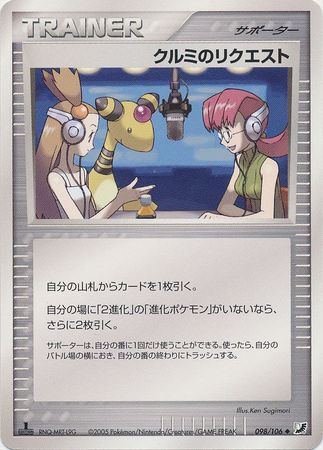 TRAINER
サポーター
クルミのリクエスト
自分の山札からカードを1枚引く。
自分の場に「2進化」の「進化ポケモン」がいないなら、
さらに2枚引く。
サポーターは、自分の番に1回だけ使うことができる。使ったら、自分の
バトル場の横におき、自分の番の終わりにトラッシュする。
Illus.Ken Sugimori
1 RNQ-MRT-L9G ©2005 Pokémon/Nintendo/Creatures/GAME FREAK 098/106 ◆